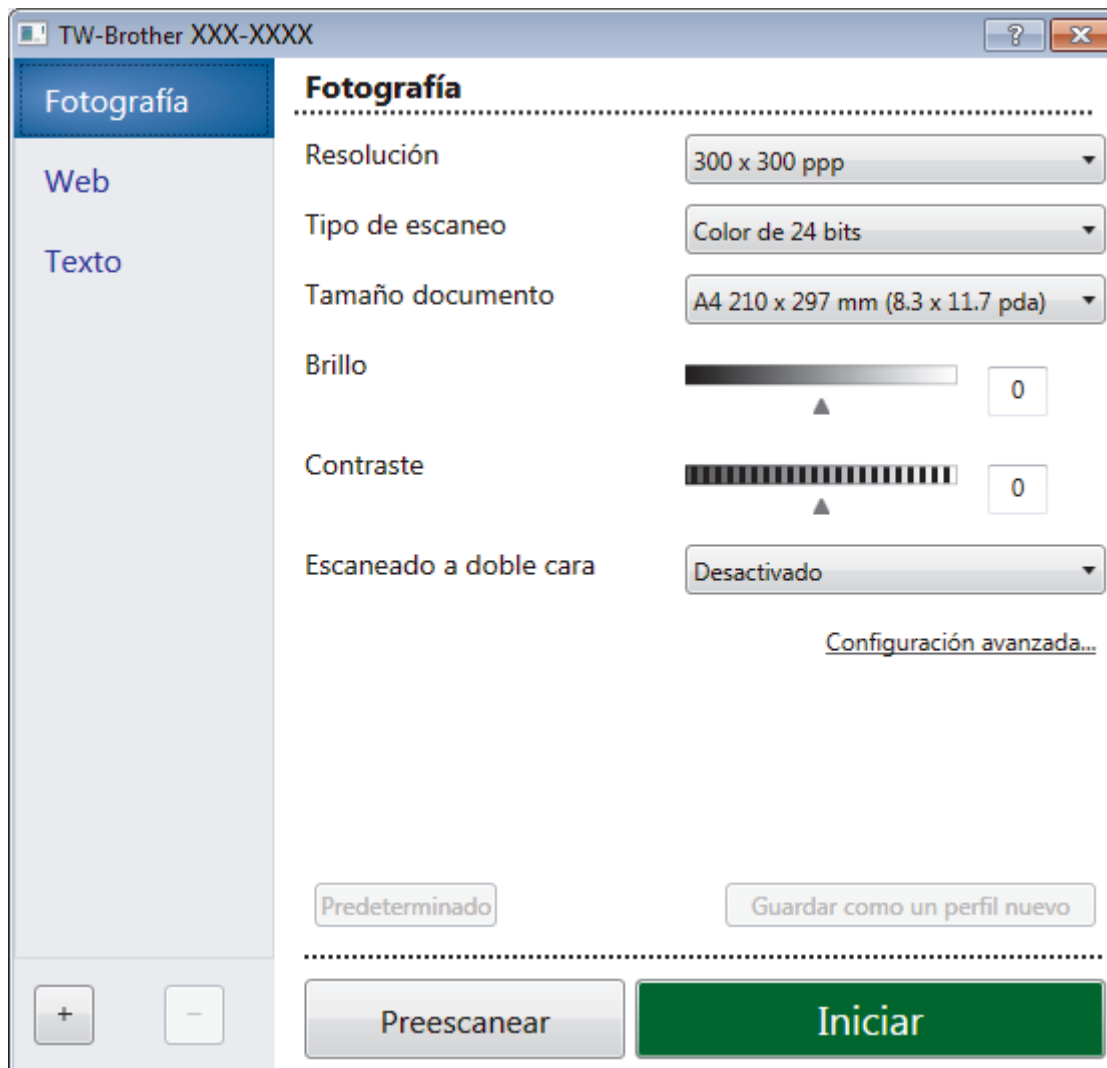 TW-Brother XXX-XXXX
?
Fotografía
Web
Texto
Fotografía
Resolución
300 x 300 ppp
Tipo de escaneo
Color de 24 bits
Tamaño documento
A4 210 x 297 mm (8.3 x 11.7 pda)
Brillo
0
Contraste
0
Escaneado a doble cara
Desactivado
Configuración avanzada...
Predeterminado
Guardar como un perfil nuevo
+
−
Preescanear
Iniciar